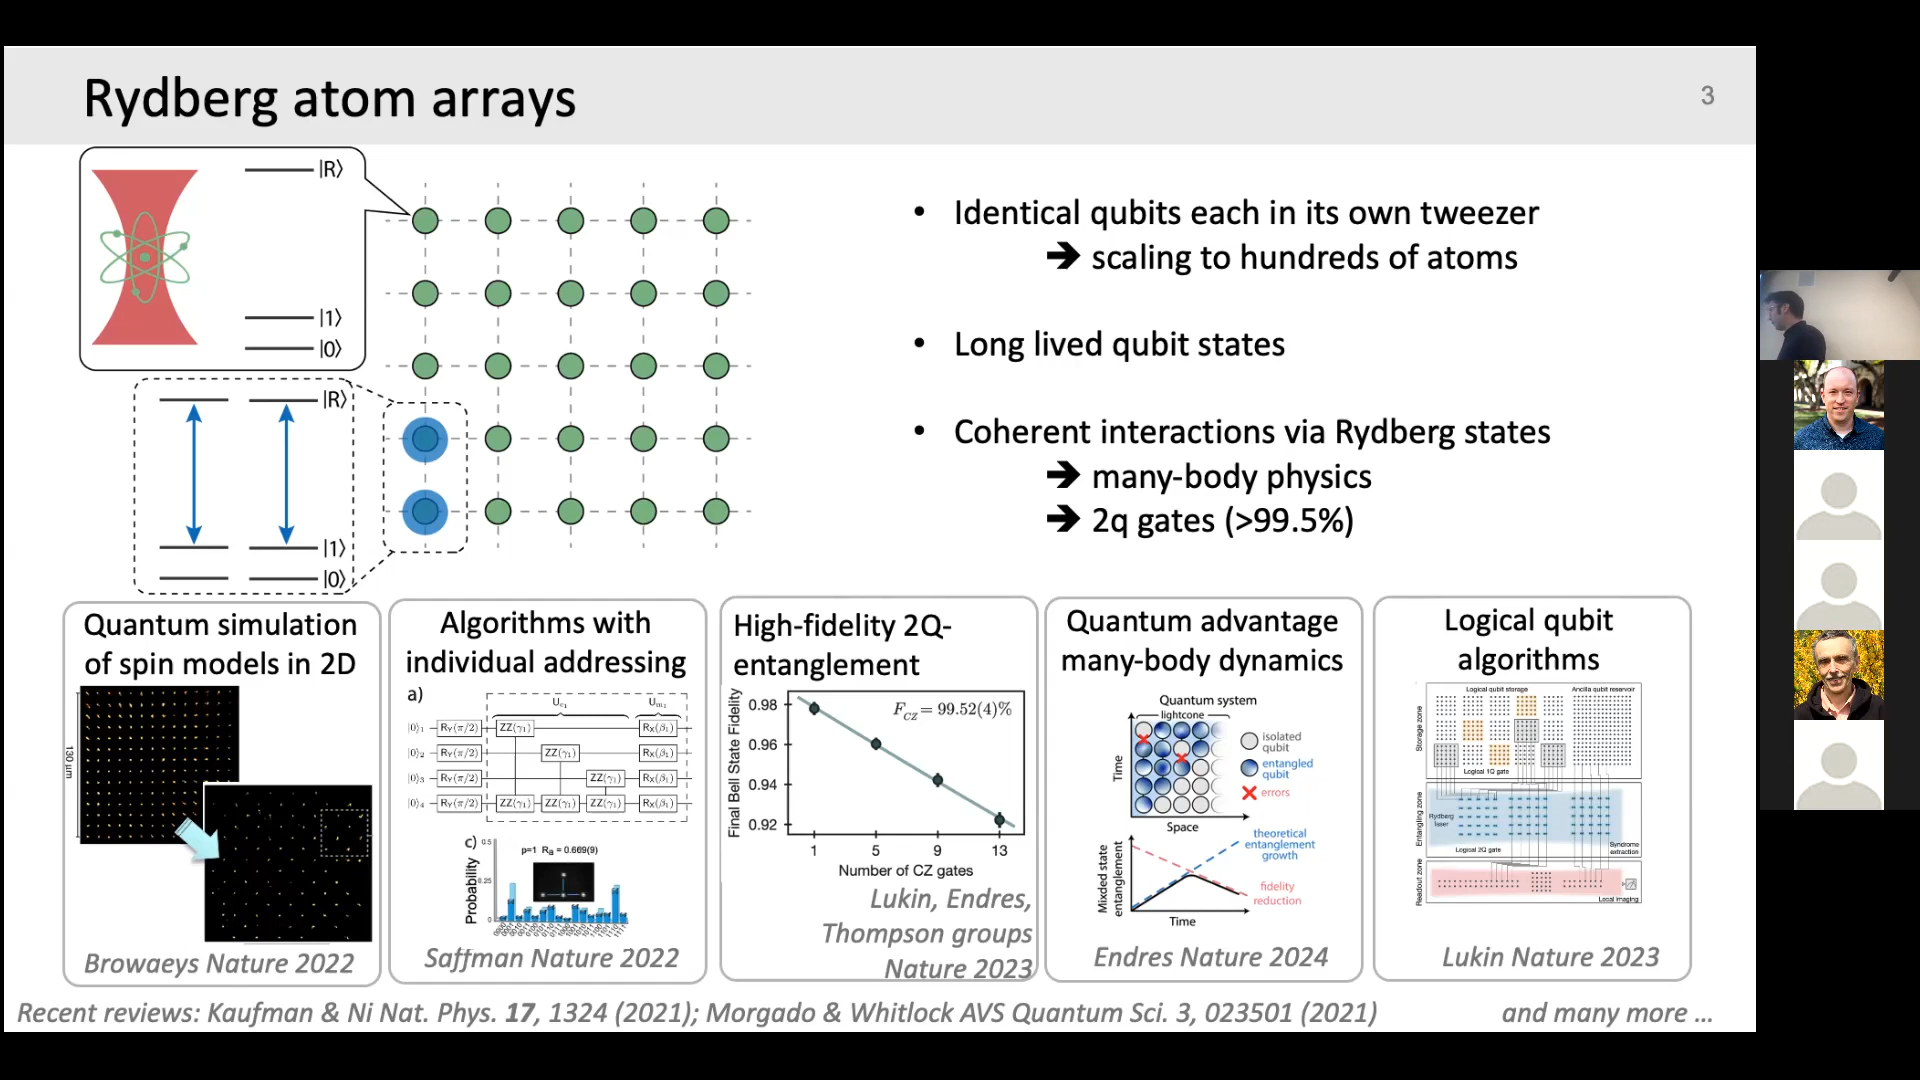 Rydberg atom arrays
3
|R⟩
|1⟩
|0⟩
|R⟩
|1⟩
|0⟩
• Identical qubits each in its own tweezer
➔ scaling to hundreds of atoms
• Long lived qubit states
• Coherent interactions via Rydberg states
➔ many-body physics
➔ 2q gates (>99.5%)
Quantum simulation
of spin models in 2D
130 µm
Browaeys Nature 2022
Algorithms with
individual addressing
a)
|0⟩₁ R_Y(π/2) ZZ(γ₁) R_X(β₁)
|0⟩₂ R_Y(π/2) ZZ(γ₁) R_X(β₁)
|0⟩₃ R_Y(π/2) ZZ(γ₁) R_X(β₁)
|0⟩₄ R_Y(π/2) ZZ(γ₁) ZZ(γ₁) ZZ(γ₁) R_X(β₁)
c)
p=1 Rₐ = 0.669(9)
Probability
0.5
0.25
0
Saffman Nature 2022
High-fidelity 2Q-
entanglement
Final Bell State Fidelity
F_CZ = 99.52(4)%
0.98
0.96
0.94
0.92
1 5 9 13
Number of CZ gates
Lukin, Endres,
Thompson groups
Nature 2023
Quantum advantage
many-body dynamics
Quantum system
lightcone
Time
Space
isolated
qubit
entangled
qubit
errors
Mixded state
entanglement
Time
theoretical
entanglement
growth
fidelity
reduction
Endres Nature 2024
Logical qubit
algorithms
Logical qubit storage
Ancilla qubit reservoir
Storage zone
Logical 1Q gate
Entangling zone
Rydberg
laser
Logical 2Q gate
Syndrome
extraction
Readout zone
Local imaging
Lukin Nature 2023
Recent reviews: Kaufman & Ni Nat. Phys. 17, 1324 (2021); Morgado & Whitlock AVS Quantum Sci. 3, 023501 (2021)
and many more ...